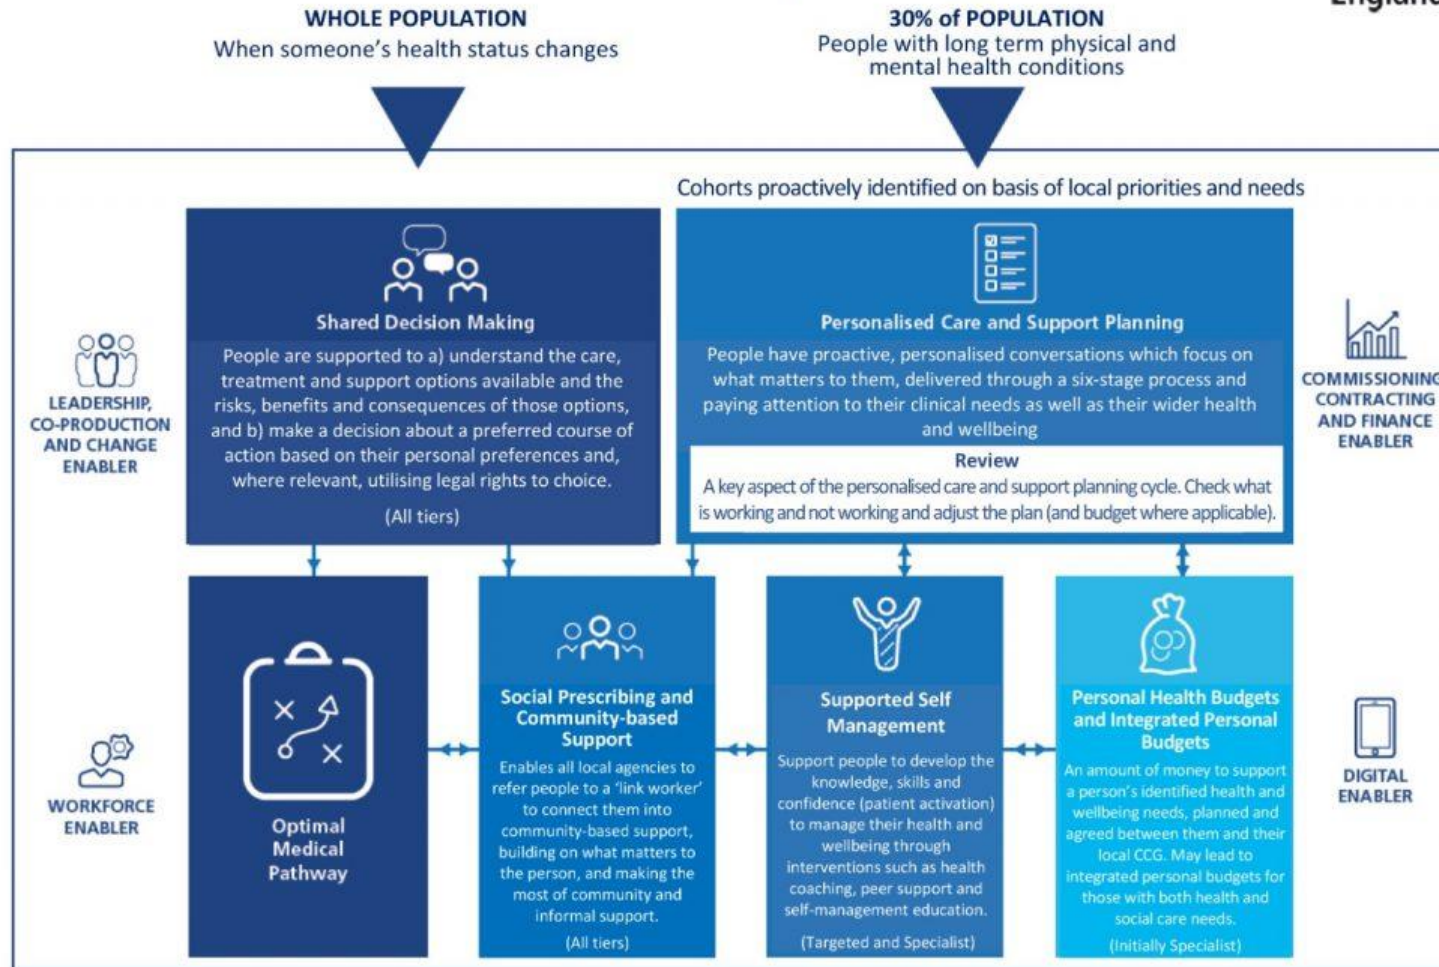 England
WHOLE POPULATION
When someone's health status changes
30% of POPULATION
People with long term physical and
mental health conditions
Cohorts proactively identified on basis of local priorities and needs
Shared Decision Making
People are supported to a) understand the care,
treatment and support options available and the
risks, benefits and consequences of those options,
and b) make a decision about a preferred course of
action based on their personal preferences and,
where relevant, utilising legal rights to choice.
(All tiers)
Personalised Care and Support Planning
People have proactive, personalised conversations which focus on
what matters to them, delivered through a six-stage process and
paying attention to their clinical needs as well as their wider health
and wellbeing
Review
A key aspect of the personalised care and support planning cycle. Check what
is working and not working and adjust the plan (and budget where applicable).
LEADERSHIP,
CO-PRODUCTION
AND CHANGE
ENABLER
COMMISSIONING
CONTRACTING
AND FINANCE
ENABLER
WORKFORCE
ENABLER
Optimal
Medical
Pathway
Social Prescribing and
Community-based
Support
Enables all local agencies to
refer people to a 'link worker'
to connect them into
community-based support,
building on what matters to
the person, and making the
most of community and
informal support.
(All tiers)
Supported Self
Management
Support people to develop the
knowledge, skills and
confidence (patient activation)
to manage their health and
wellbeing through
interventions such as health
coaching, peer support and
self-management education.
(Targeted and Specialist)
Personal Health Budgets
and Integrated Personal
Budgets
An amount of money to support
a person's identified health and
wellbeing needs, planned and
agreed between them and their
local CCG. May lead to
integrated personal budgets for
those with both health and
social care needs.
(Initially Specialist)
DIGITAL
ENABLER